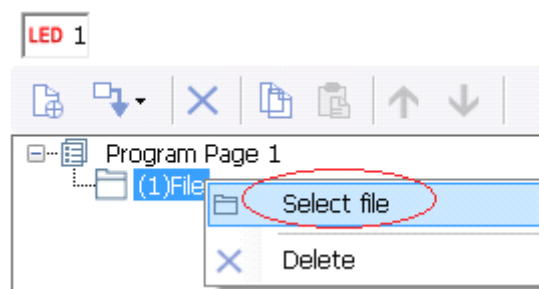 LED 1
Program Page 1
(1)File
Select file
Delete